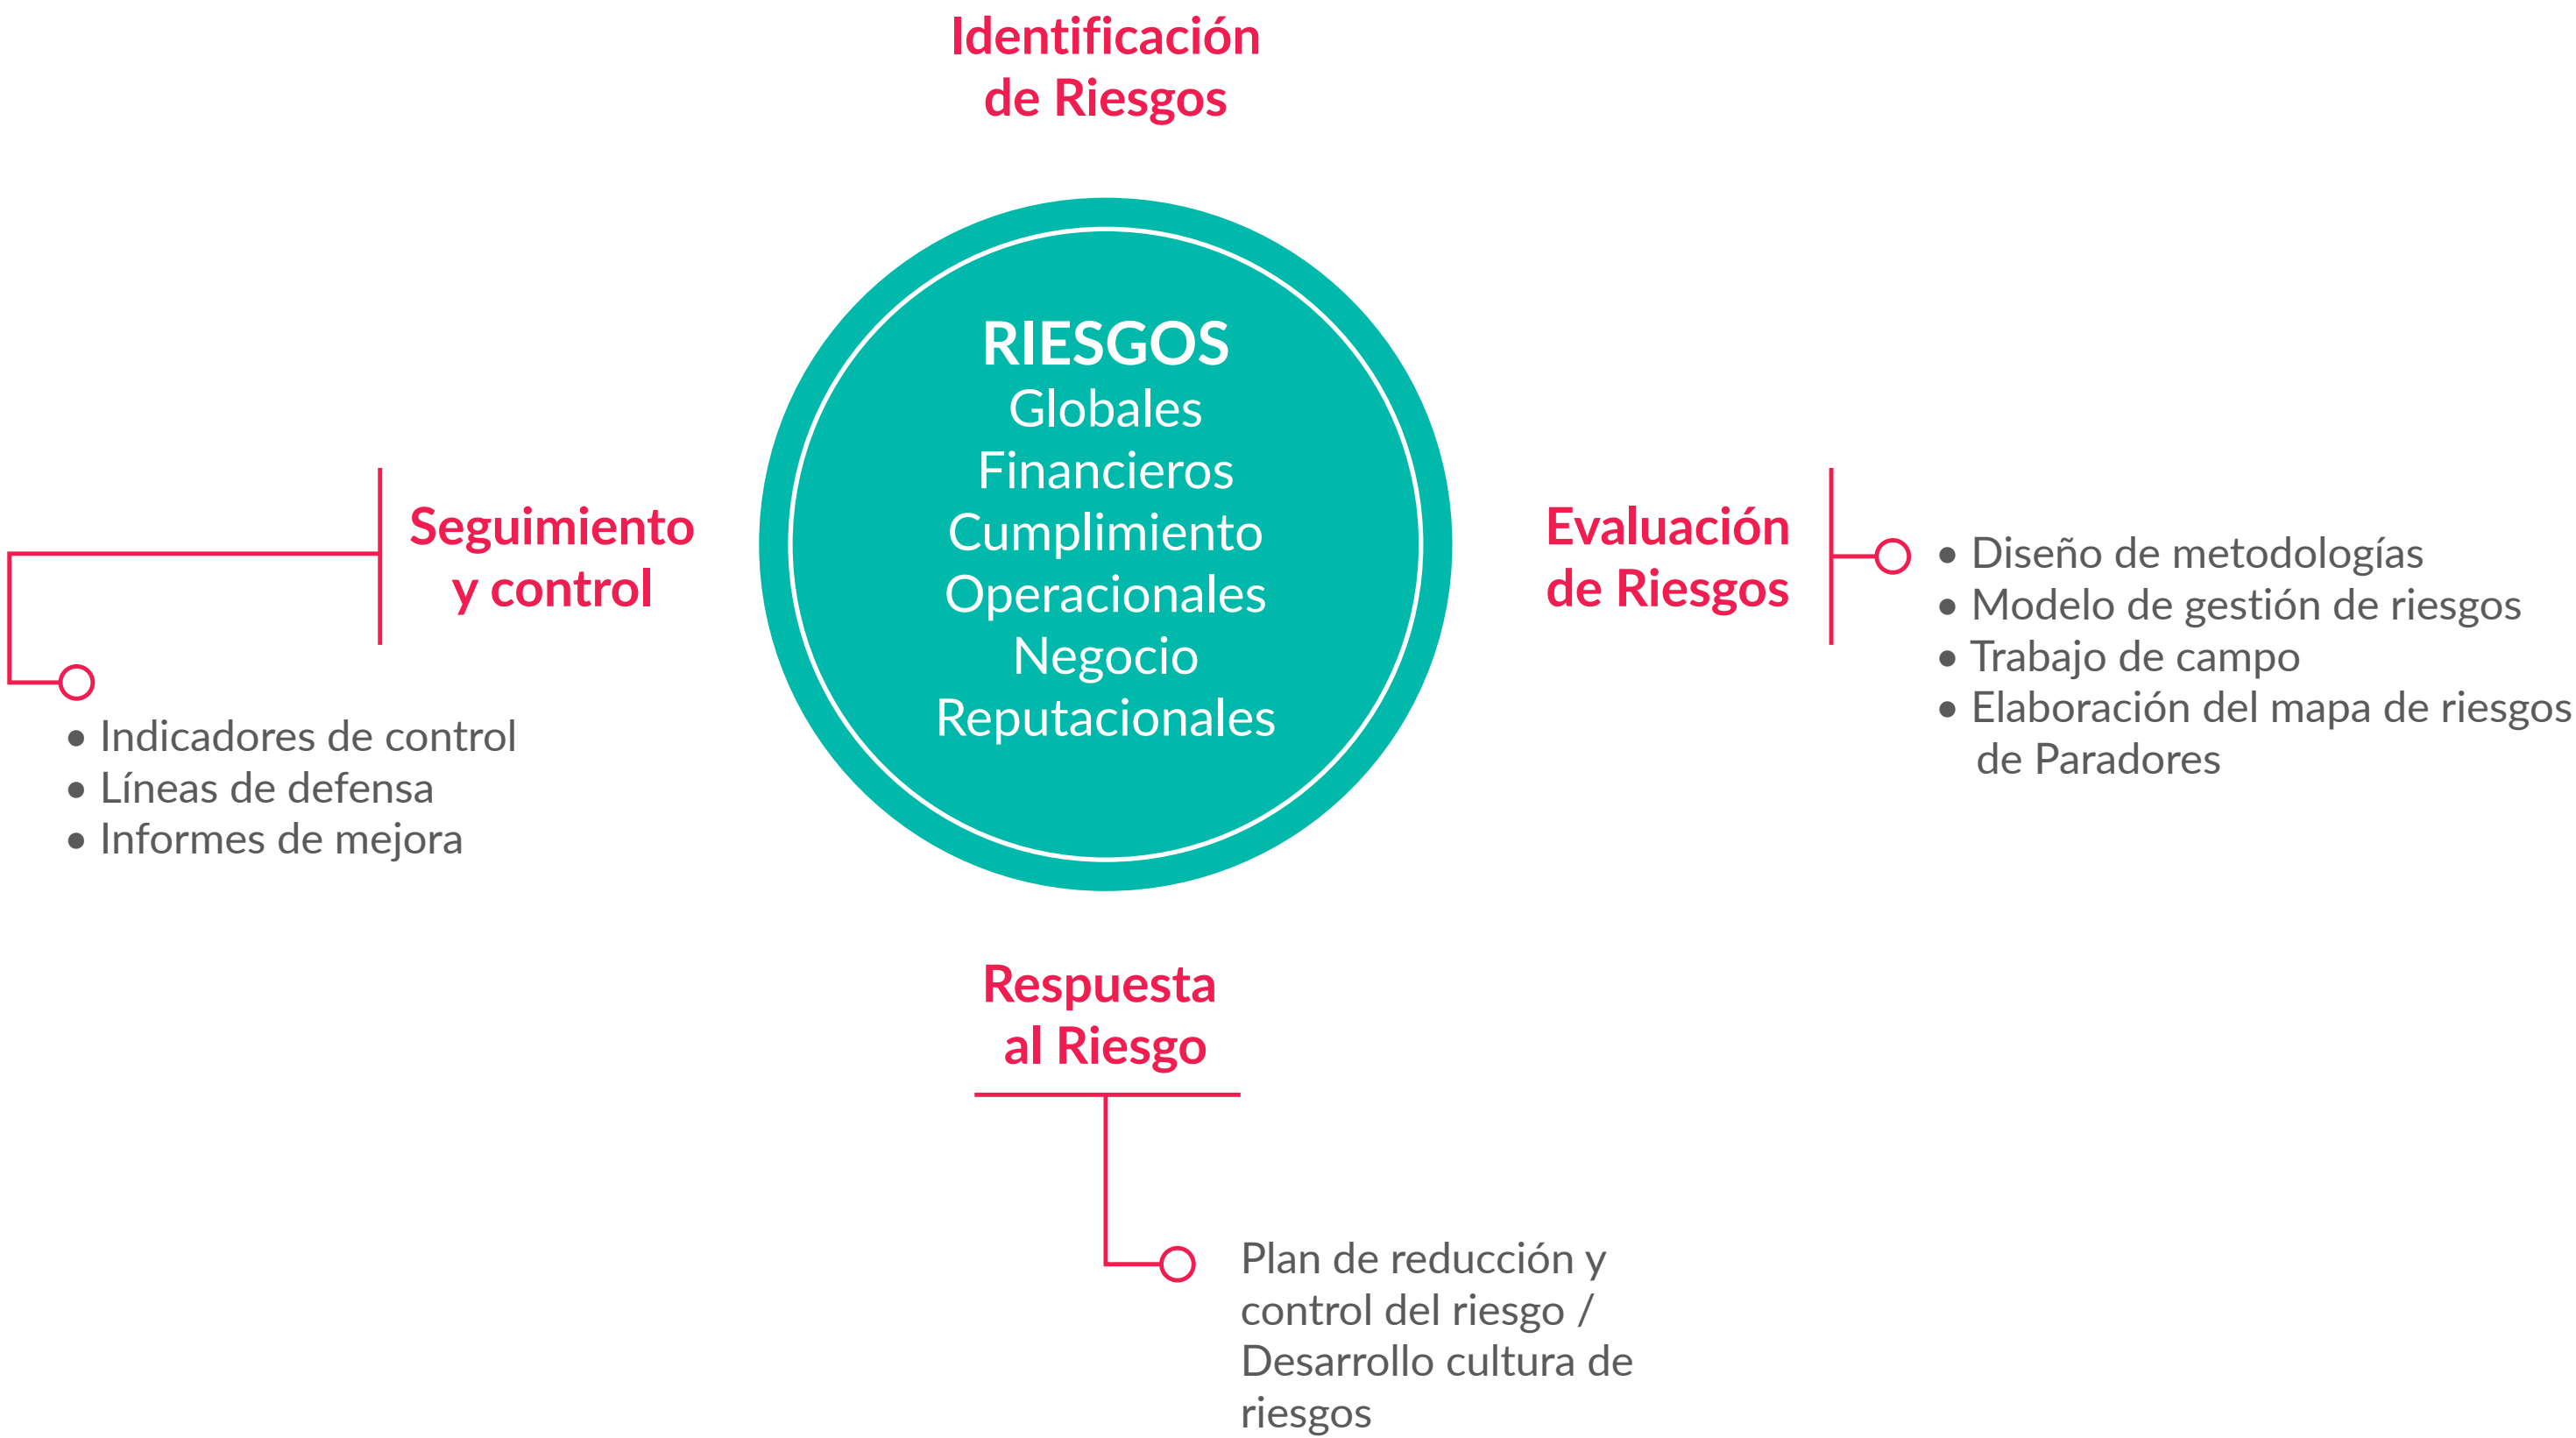 Identificación
de Riesgos
RIESGOS
Globales
Financieros
Cumplimiento
Operacionales
Negocio
Reputacionales
Seguimiento
y control
• Indicadores de control
• Líneas de defensa
• Informes de mejora
Evaluación
de Riesgos
• Diseño de metodologías
• Modelo de gestión de riesgos
• Trabajo de campo
• Elaboración del mapa de riesgos
de Paradores
Respuesta
al Riesgo
Plan de reducción y
control del riesgo /
Desarrollo cultura de
riesgos